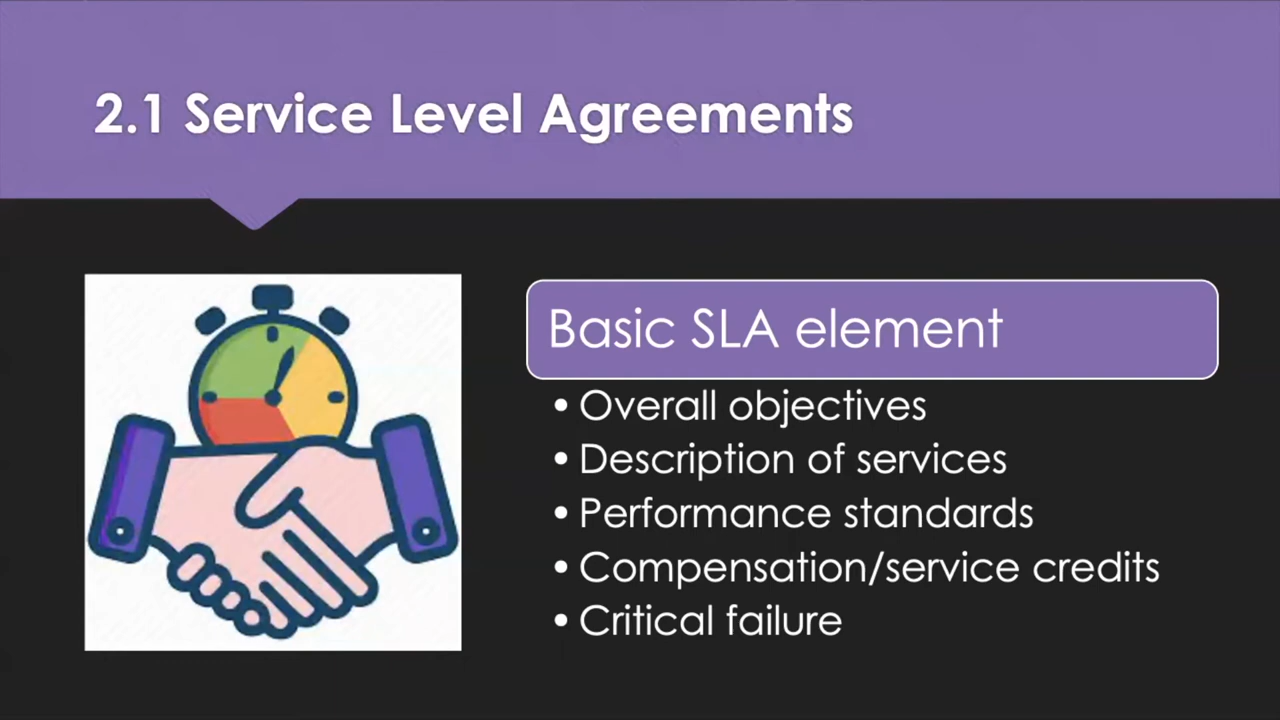 2.1 Service Level Agreements
Basic SLA element
• Overall objectives
• Description of services
• Performance standards
• Compensation/service credits
• Critical failure